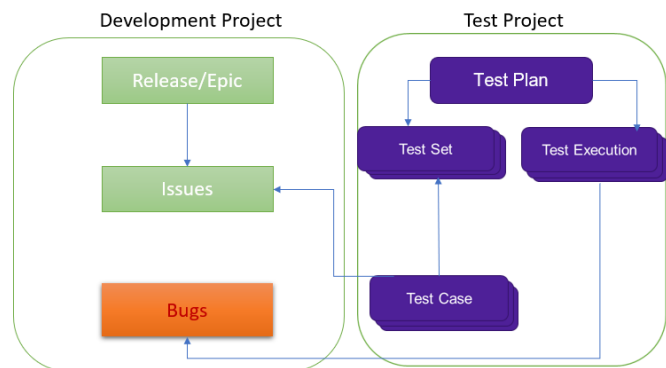 Development Project
Test Project
Release/Epic
Test Plan
Test Set
Test Execution
Issues
Test Case
Bugs